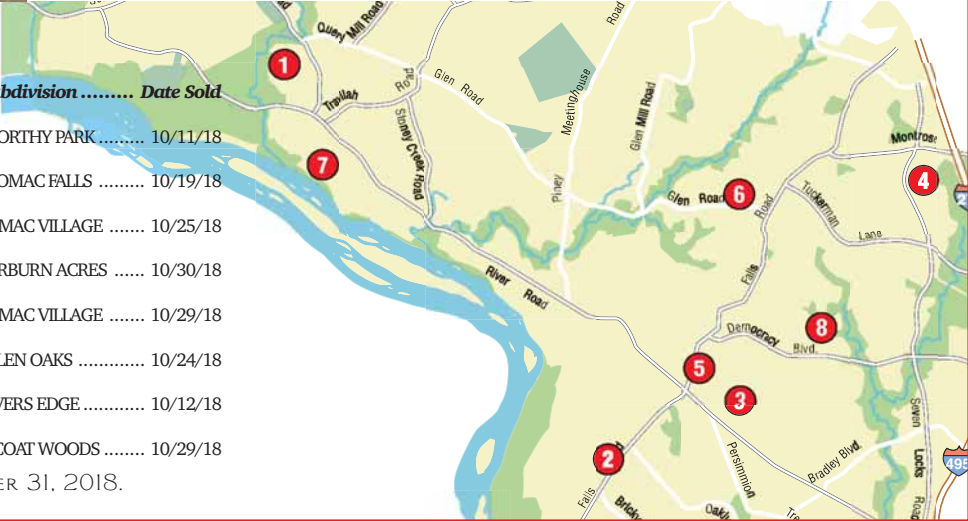 bdivision ......... Date Sold
ORTHY PARK ......... 10/11/18
OMAC FALLS ......... 10/19/18
MAC VILLAGE ....... 10/25/18
RBURN ACRES ...... 10/30/18
MAC VILLAGE ....... 10/29/18
LEN OAKS ............. 10/24/18
VERS EDGE ............ 10/12/18
COAT WOODS ........ 10/29/18
ER 31, 2018.
Query Mill Road
1
Travilah Road
Glen Road
Stoney Creek Road
7
Piney Meetinghouse Road
Glen Mill Road
Glen Road
6
Montrose
4
Tuckerman Lane
Falls Road
River Road
Democracy Blvd.
8
5
3
2
Falls
Persimmon
Bradley Blvd.
Seven Locks Road
495
Oak
Tre